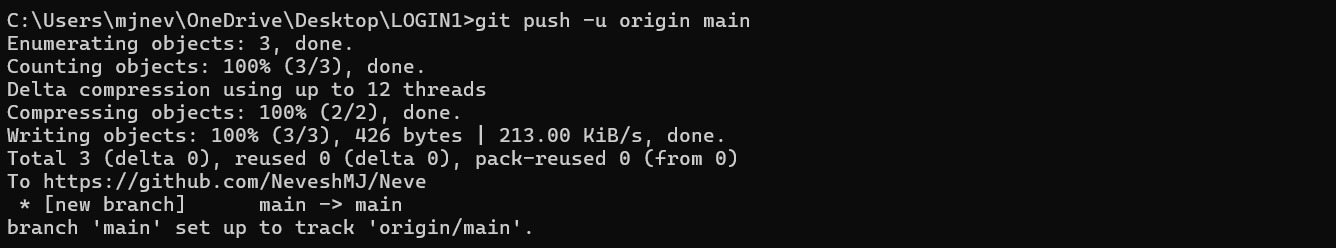 C:\Users\mjnev\OneDrive\Desktop\LOGIN1>git push -u origin main
Enumerating objects: 3, done.
Counting objects: 100% (3/3), done.
Delta compression using up to 12 threads
Compressing objects: 100% (2/2), done.
Writing objects: 100% (3/3), 426 bytes | 213.00 KiB/s, done.
Total 3 (delta 0), reused 0 (delta 0), pack-reused 0 (from 0)
To https://github.com/NeveshMJ/Neve
 * [new branch]      main -> main
branch 'main' set up to track 'origin/main'.